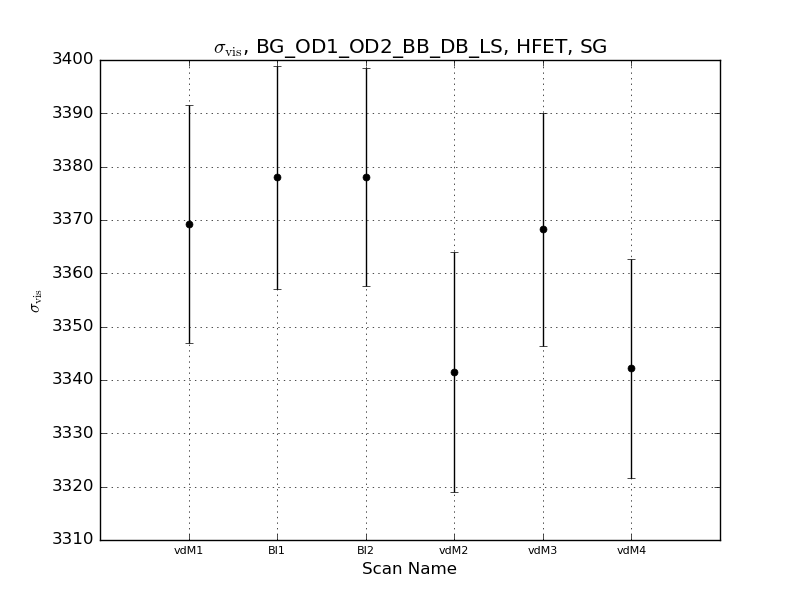 σvis, BG_OD1_OD2_BB_DB_LS, HFET, SG
3400
3390
3380
3370
3360
3350
3340
3330
3320
3310
σvis
vdM1 BI1 BI2 vdM2 vdM3 vdM4
Scan Name